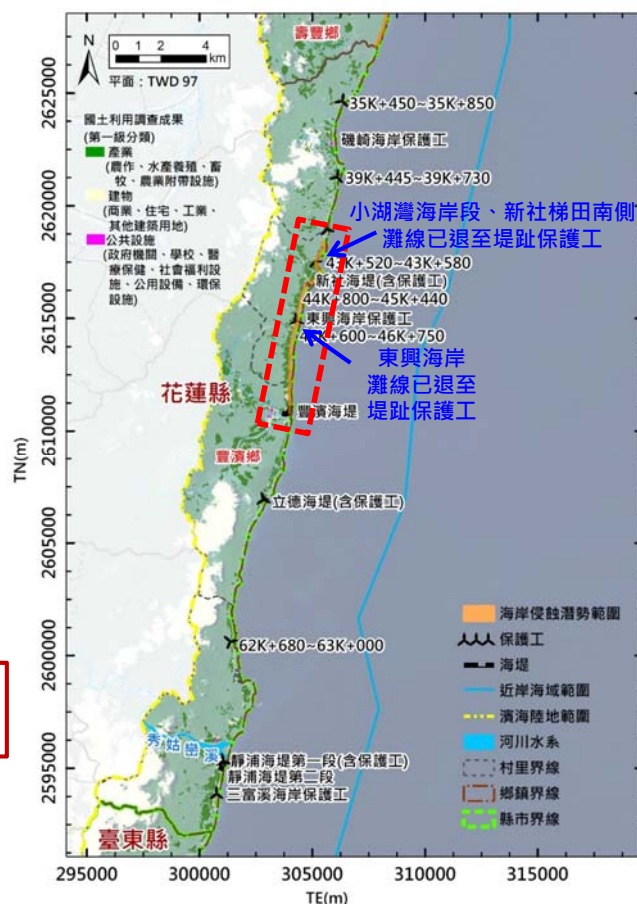 N
0 1 2 4
km
平面：TWD 97
國土利用調查成果
(第一級分類)
產業
(農作、水產養殖、畜
牧、農業附帶設施)
建物
(商業、住宅、工業、
其他建築用地)
公共設施
(政府機關、學校、醫
療保健、社會福利設
施、公用設備、環保
設施)
壽豐鄉
35K+450~35K+850
磯崎海岸保護工
39K+445~39K+730
小湖灣海岸段、新社梯田南側
灘線已退至堤趾保護工
43K+520~43K+580
新社海堤(含保護工)
44K+800~45K+440
東興海岸保護工
K+600~46K+750
東興海岸
灘線已退至
堤趾保護工
花蓮縣
豐濱海堤
豐濱鄉
立德海堤(含保護工)
62K+680~63K+000
秀姑巒溪
靜浦海堤第一段(含保護工)
靜浦海堤第二段
三富溪海岸保護工
臺東縣
海岸侵蝕潛勢範圍
保護工
海堤
近岸海域範圍
濱海陸地範圍
河川水系
村里界線
鄉鎮界線
縣市界線
TN(m)
2625000
2620000
2615000
2610000
2605000
2600000
2595000
295000 300000 305000 310000 315000
TE(m)